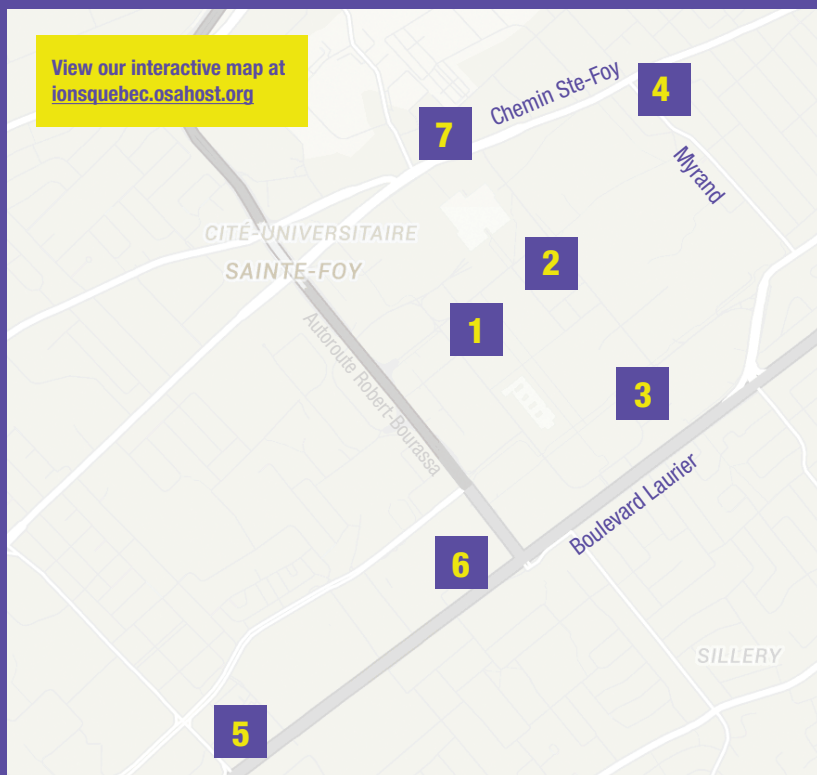 View our interactive map at
ionsquebec.osahost.org
4
Chemin Ste-Foy
7
Myrand
CITÉ-UNIVERSITAIRE
2
SAINTE-FOY
1
Autoroute Robert-Bourassa
3
Boulevard Laurier
6
SILLERY
5